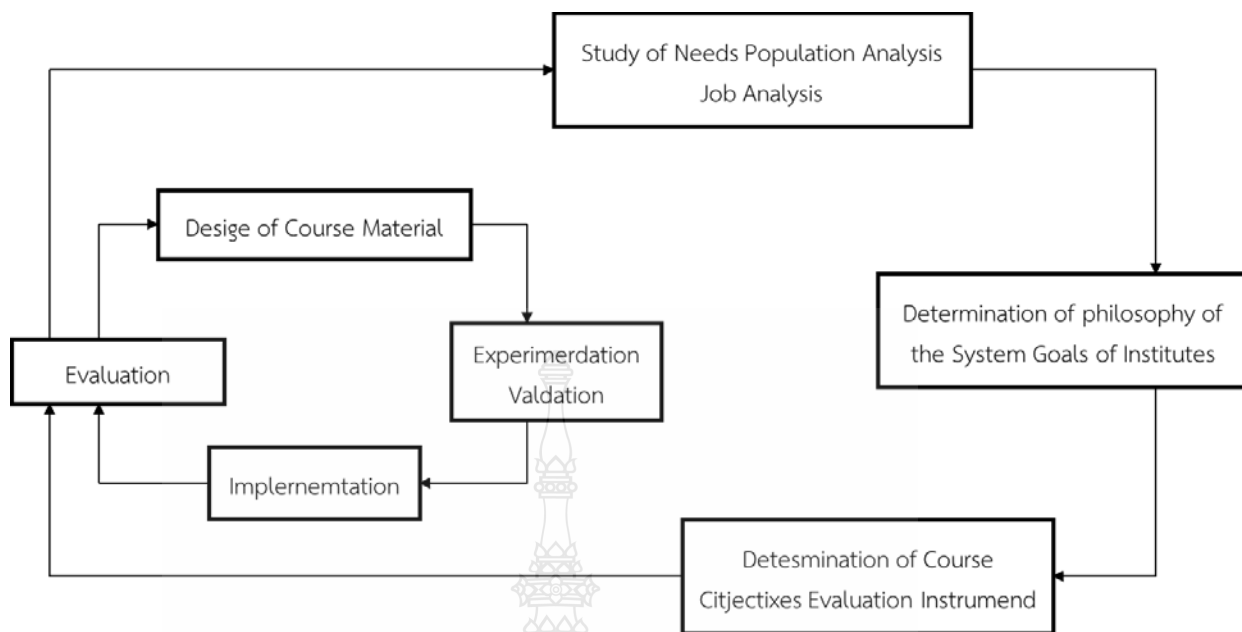 Study of Needs Population Analysis
Job Analysis
Desige of Course Material
Determination of philosophy of
the System Goals of Institutes
Experimerdation
Valdation
Evaluation
Implernemtation
Detesmination of Course
Citjectixes Evaluation Instrumend